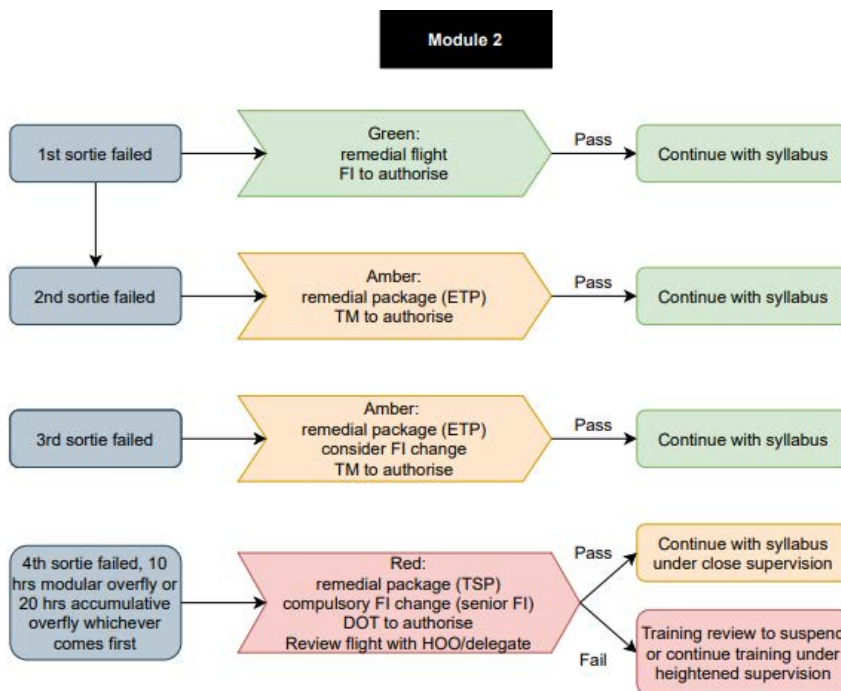 Module 2
1st sortie failed
Green:
remedial flight
FI to authorise
Pass
Continue with syllabus
2nd sortie failed
Amber:
remedial package (ETP)
TM to authorise
Pass
Continue with syllabus
3rd sortie failed
Amber:
remedial package (ETP)
consider FI change
TM to authorise
Pass
Continue with syllabus
4th sortie failed, 10
hrs modular overfly or
20 hrs accumulative
overfly whichever
comes first
Red:
remedial package (TSP)
compulsory FI change (senior FI)
DOT to authorise
Review flight with HOO/delegate
Pass
Continue with syllabus
under close supervision
Fail
Training review to suspend
or continue training under
heightened supervision